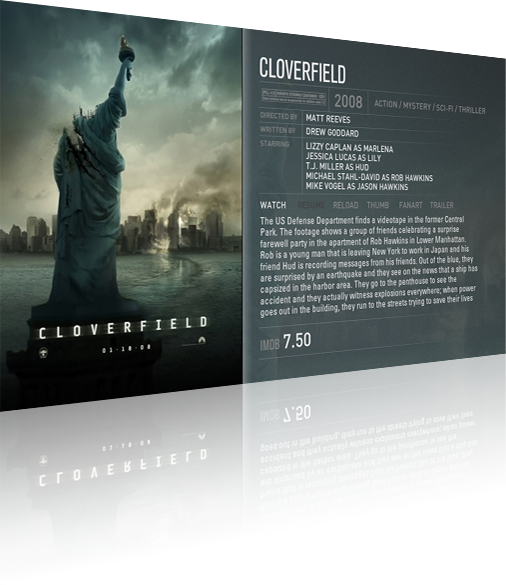 CLOVERFIELD
01-18-08
CLOVERFIELD
2008
ACTION / MYSTERY / SCI-FI / THRILLER
DIRECTED BY MATT REEVES
WRITTEN BY DREW GODDARD
STARRING LIZZY CAPLAN AS MARLENA
JESSICA LUCAS AS LILY
T.J. MILLER AS HUD
MICHAEL STAHL-DAVID AS ROB HAWKINS
MIKE VOGEL AS JASON HAWKINS
WATCH RESUME RELOAD THUMB FANART TRAILER
The US Defense Department finds a videotape in the former Central
Park. The footage shows a group of friends celebrating a surprise
farewell party in the apartment of Rob Hawkins in Lower Manhattan.
Rob is a young man that is leaving New York to work in Japan and his
friend Hud is recording messages from his friends. Out of the blue, they
are surprised by an earthquake and they see on the news that a ship has
capsized in the harbor area. They go to the penthouse to see the
accident and they actually witness explosions everywhere; when power
goes out in the building, they run to the streets trying to save their lives
IMDB 7.50